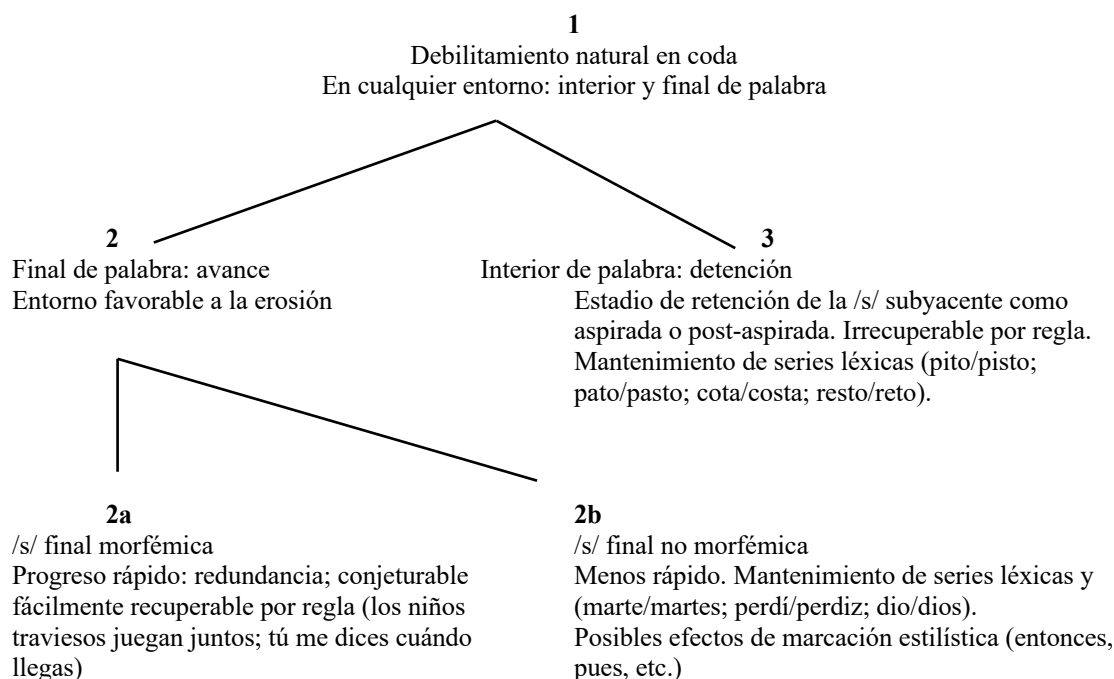 1
Debilitamiento natural en coda
En cualquier entorno: interior y final de palabra
2
Final de palabra: avance
Entorno favorable a la erosión
3
Interior de palabra: detención
Estadio de retención de la /s/ subyacente como
aspirada o post-aspirada. Irrecuperable por regla.
Mantenimiento de series léxicas (pito/pisto;
pato/pasto; cota/costa; resto/reto).
2a
/s/ final morfémica
Progreso rápido: redundancia; conjeturable
fácilmente recuperable por regla (los niños
traviesos juegan juntos; tú me dices cuándo
llegas)
2b
/s/ final no morfémica
Menos rápido. Mantenimiento de series léxicas y
(marte/martes; perdí/perdiz; dio/dios).
Posibles efectos de marcación estilística (entonces,
pues, etc.)